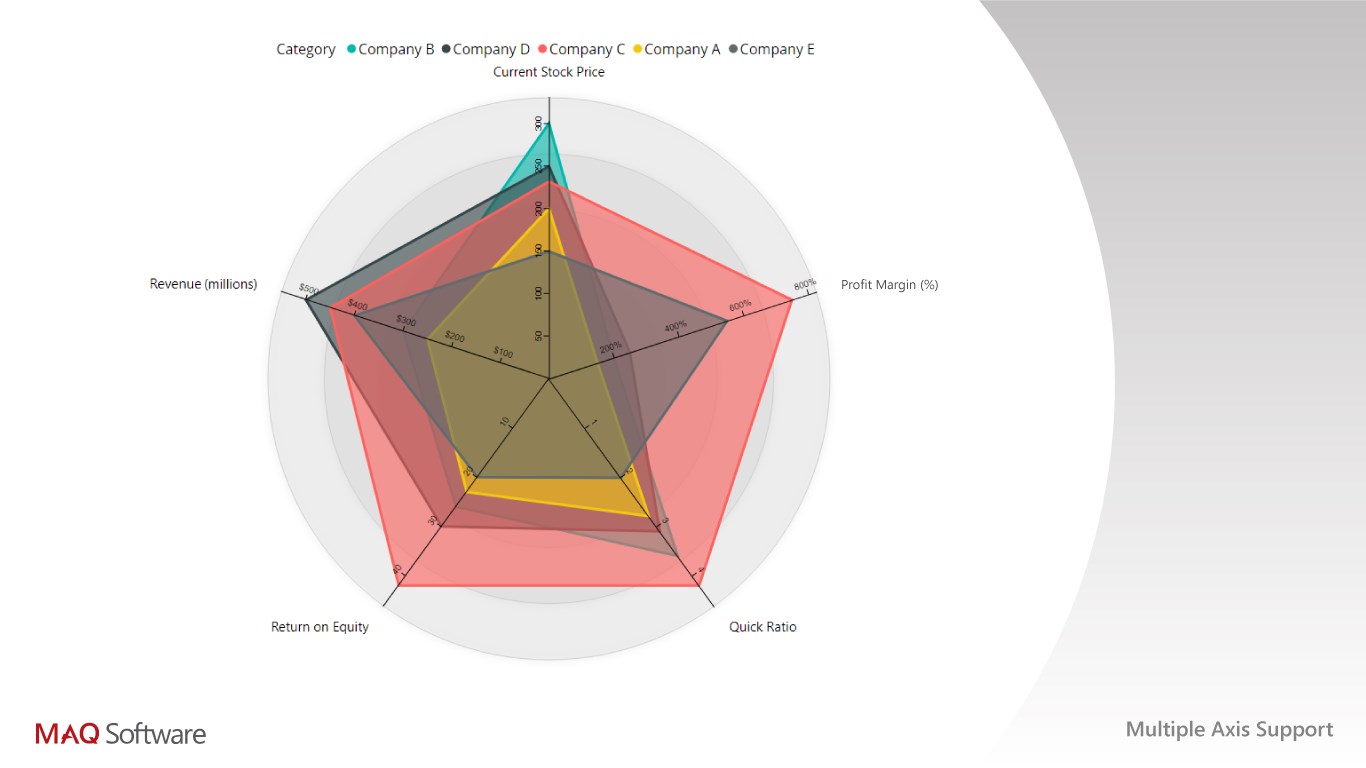 Category Company B Company D Company C Company A Company E
Current Stock Price
300
250
200
150
100
50
Revenue (millions)
$500
$400
$300
$200
$100
Profit Margin (%)
800%
600%
400%
200%
10
20
30
40
1
2
3
4
Return on Equity
Quick Ratio
MAQ Software
Multiple Axis Support